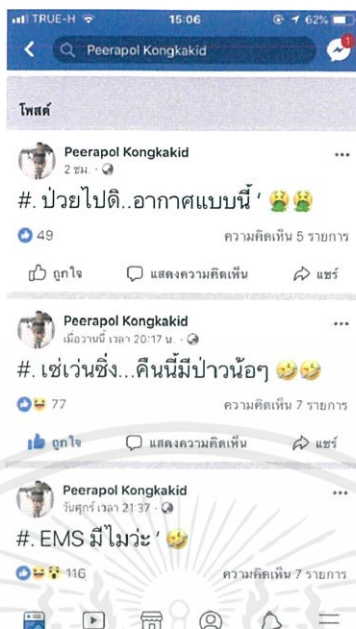 TRUE-H 15:06 62%
Peerapol Kongkakid 1
โพสต์
Peerapol Kongkakid
2 ชม. ·
#. ป่วยไปดิ..อากาศแบบนี้ '
49 ความคิดเห็น 5 รายการ
ถูกใจ แสดงความคิดเห็น แชร์
Peerapol Kongkakid
เมื่อวานนี้ เวลา 20:17 น. ·
#. เซ่เว่นซิ่ง...คืนนี้มีป่าวน้อๆ
77 ความคิดเห็น 7 รายการ
ถูกใจ แสดงความคิดเห็น แชร์
Peerapol Kongkakid
วันศุกร์ เวลา 21:37 ·
#. EMS มีไมว่ะ '
116 ความคิดเห็น 7 รายการ